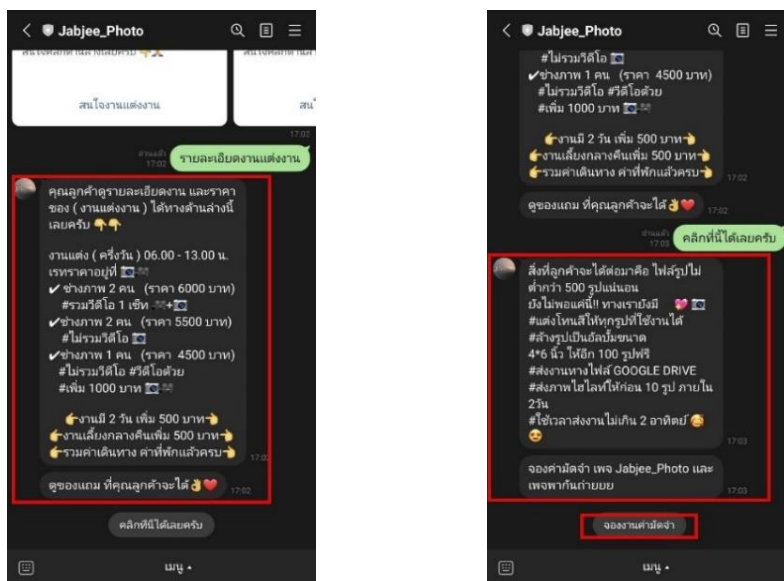 Jabjee_Photo
สนใจงานแต่งงาน
สน
17:02
อ่านแล้ว
17:02
รายละเอียดงานแต่งงาน
คุณลูกค้าดูรายละเอียดงาน และราคา
ของ ( งานแต่งงาน ) ได้ทางด้านล่างนี้
เลยครับ 👇👇
งานแต่ง ( ครึ่งวัน ) 06.00 - 13.00 น.
เรทราคาอยู่ที่ 📷
✔ ช่างภาพ 2 คน (ราคา 6000 บาท)
#รวมวีดีโอ 1 เซ็ท +📷
✔ช่างภาพ 2 คน (ราคา 5500 บาท)
#ไม่รวมวีดีโอ 📷
✔ช่างภาพ 1 คน (ราคา 4500 บาท)
#ไม่รวมวีดีโอ #วีดีโอด้วย
#เพิ่ม 1000 บาท 📷
👉งานมี 2 วัน เพิ่ม 500 บาท👈
👉งานเลี้ยงกลางคืนเพิ่ม 500 บาท👈
👉รวมค่าเดินทาง ค่าที่พักแล้วครบ👈
17:02
ดูของแถม ที่คุณลูกค้าจะได้👌❤
17:02
คลิกที่นี้ได้เลยครับ
เมนู
Jabjee_Photo
#ไม่รวมวีดีโอ 📷
✔ช่างภาพ 1 คน (ราคา 4500 บาท)
#ไม่รวมวีดีโอ #วีดีโอด้วย
#เพิ่ม 1000 บาท 📷
👉งานมี 2 วัน เพิ่ม 500 บาท👈
👉งานเลี้ยงกลางคืนเพิ่ม 500 บาท👈
👉รวมค่าเดินทาง ค่าที่พักแล้วครบ👈
17:02
ดูของแถม ที่คุณลูกค้าจะได้👌❤
17:02
อ่านแล้ว
17:03
คลิกที่นี้ได้เลยครับ
สิ่งที่ลูกค้าจะได้ต่อมาคือ ไฟล์รูปไม่
ต่ำกว่า 500 รูปแน่นอน
ยังไม่พอแค่นี้!! ทางเรายังมี 💖 📷
#แต่งโทนสีให้ทุกรูปที่ใช้งานได้
#ล้างรูปเป็นอัลบั้มขนาด
4*6 นิ้ว ให้อีก 100 รูปฟรี
#ส่งงานทางไฟล์ GOOGLE DRIVE
#ส่งภาพไฮไลท์ให้ก่อน 10 รูป ภายใน
2วัน
#ใช้เวลาส่งงานไม่เกิน 2 อาทิตย์ 🥰
😍
17:03
จองค่ามัดจำ เพจ Jabjee_Photo และ
เพจพากันถ่ายยย
17:03
จองงานค่ามัดจำ
เมนู